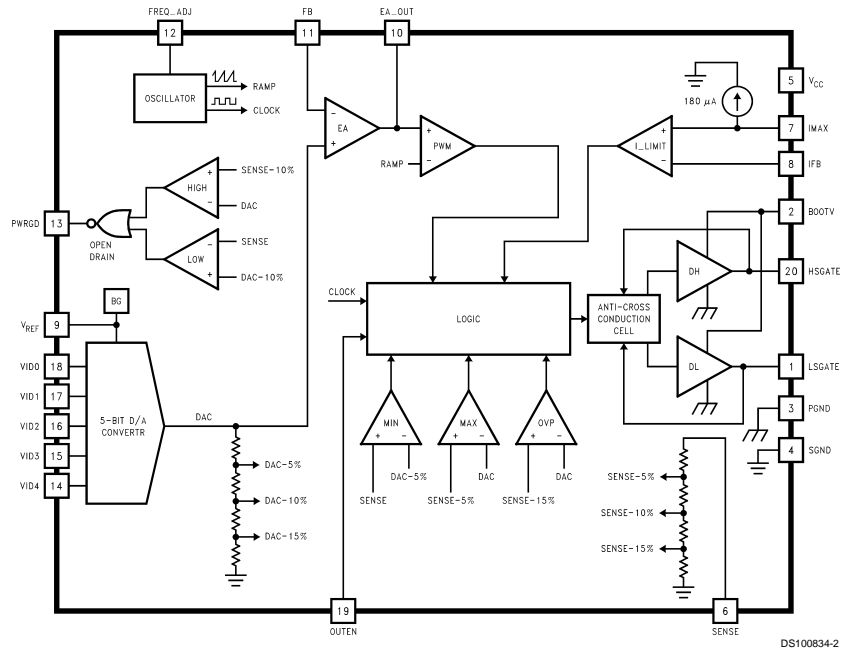 FREQ_ADJ
FB
EA_OUT
12
11
10
OSCILLATOR
RAMP
CLOCK
180 µA
5
VCC
7
IMAX
8
IFB
-
+
EA
+
-
PWM
RAMP
+
-
I_LIMIT
PWRGD
13
OPEN
DRAIN
+
-
HIGH
SENSE-10%
DAC
-
+
LOW
SENSE
DAC-10%
2
BOOTV
DH
20
HSGATE
CLOCK
LOGIC
ANTI-CROSS
CONDUCTION
CELL
DL
1
LSGATE
BG
VREF
9
VID0
18
VID1
17
VID2
16
VID3
15
VID4
14
5-BIT D/A
CONVERTR
DAC
DAC-5%
DAC-10%
DAC-15%
MIN
+
-
SENSE
DAC-5%
MAX
+
-
SENSE-5%
DAC
OVP
+
-
SENSE-15%
DAC
3
PGND
4
SGND
SENSE-5%
SENSE-10%
SENSE-15%
19
OUTEN
6
SENSE
DS100834-2